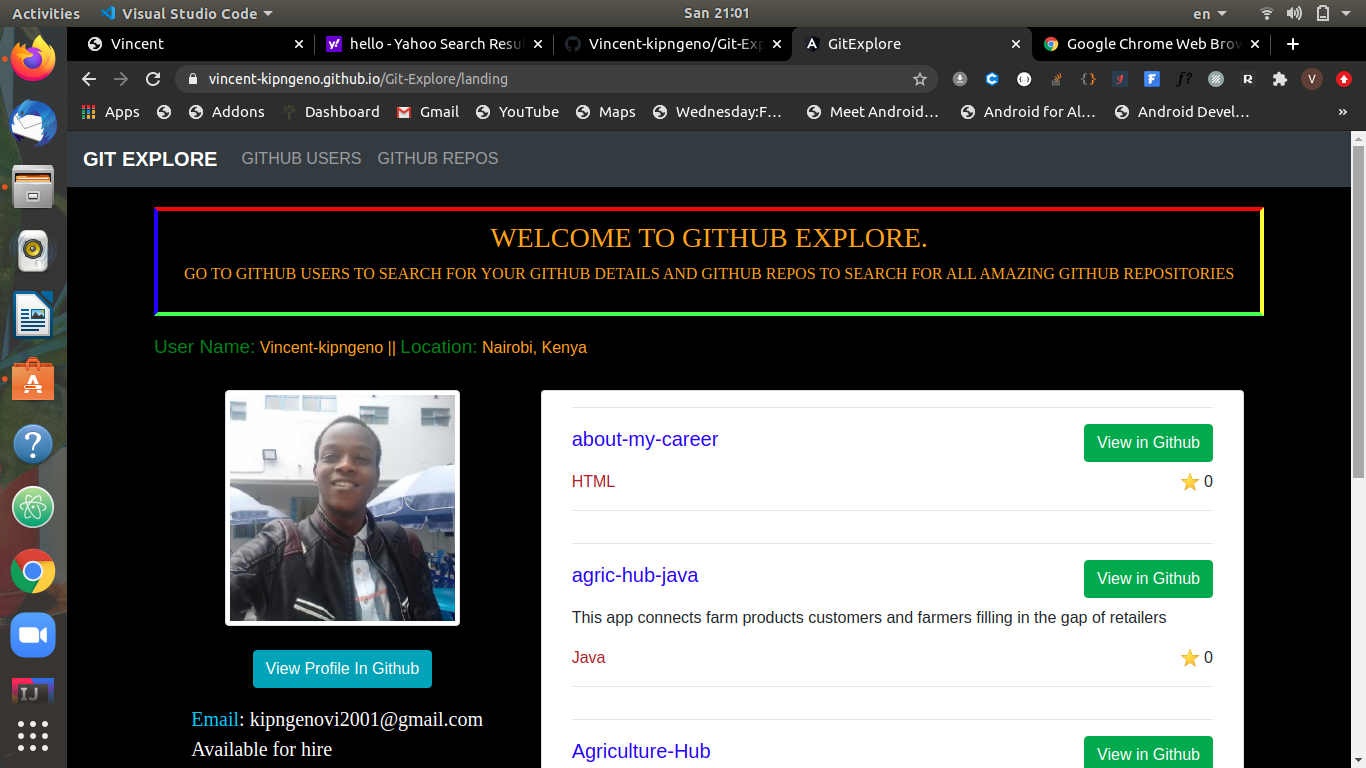 Activities Visual Studio Code San 21:01 en
Vincent hello - Yahoo Search Resu Vincent-kipngeno/Git-Exp GitExplore Google Chrome Web Brow
vincent-kipngeno.github.io/Git-Explore/landing
Apps Addons Dashboard Gmail YouTube Maps Wednesday:F… Meet Android… Android for Al… Android Devel… »
GIT EXPLORE GITHUB USERS GITHUB REPOS
WELCOME TO GITHUB EXPLORE.
GO TO GITHUB USERS TO SEARCH FOR YOUR GITHUB DETAILS AND GITHUB REPOS TO SEARCH FOR ALL AMAZING GITHUB REPOSITORIES
User Name: Vincent-kipngeno || Location: Nairobi, Kenya
View Profile In Github
Email: kipngenovi2001@gmail.com
Available for hire
about-my-career View in Github
HTML 0
agric-hub-java View in Github
This app connects farm products customers and farmers filling in the gap of retailers
Java 0
Agriculture-Hub View in Github